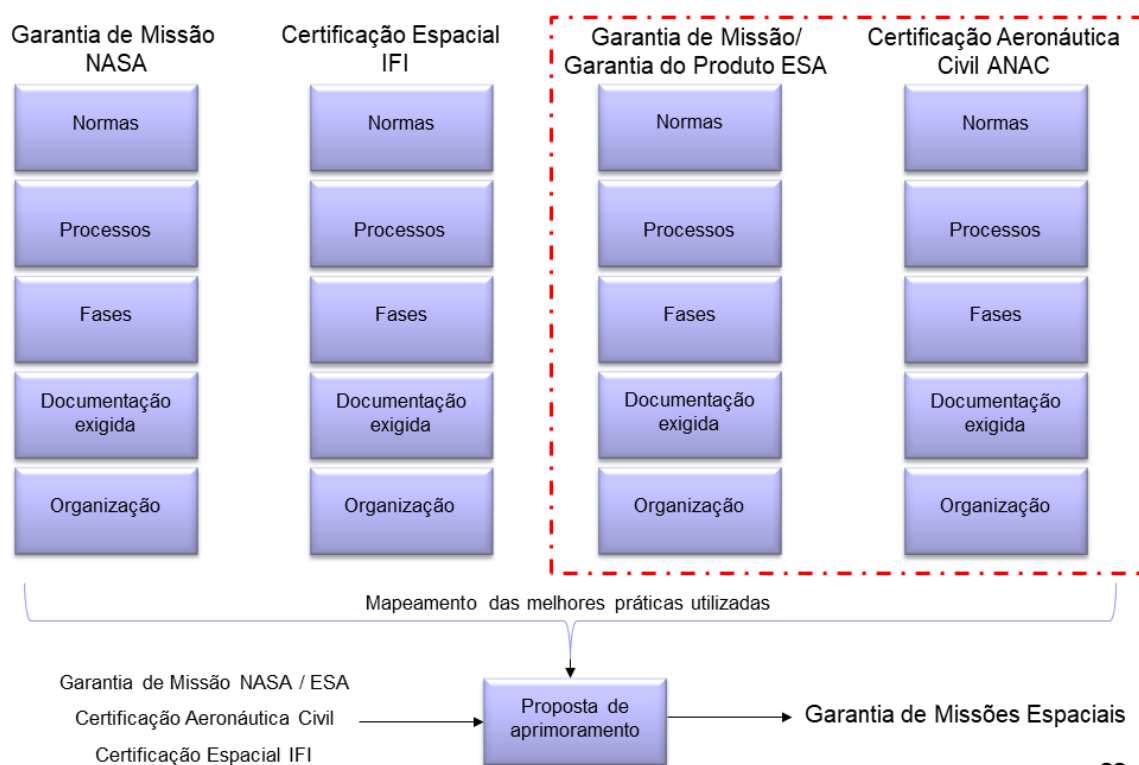 Garantia de Missão
NASA
Normas
Processos
Fases
Documentação
exigida
Organização
Certificação Espacial
IFI
Normas
Processos
Fases
Documentação
exigida
Organização
Garantia de Missão/
Garantia do Produto ESA
Normas
Processos
Fases
Documentação
exigida
Organização
Certificação Aeronáutica
Civil ANAC
Normas
Processos
Fases
Documentação
exigida
Organização
Mapeamento das melhores práticas utilizadas
Garantia de Missão NASA / ESA
Certificação Aeronáutica Civil
Certificação Espacial IFI
Proposta de
aprimoramento
Garantia de Missões Espaciais